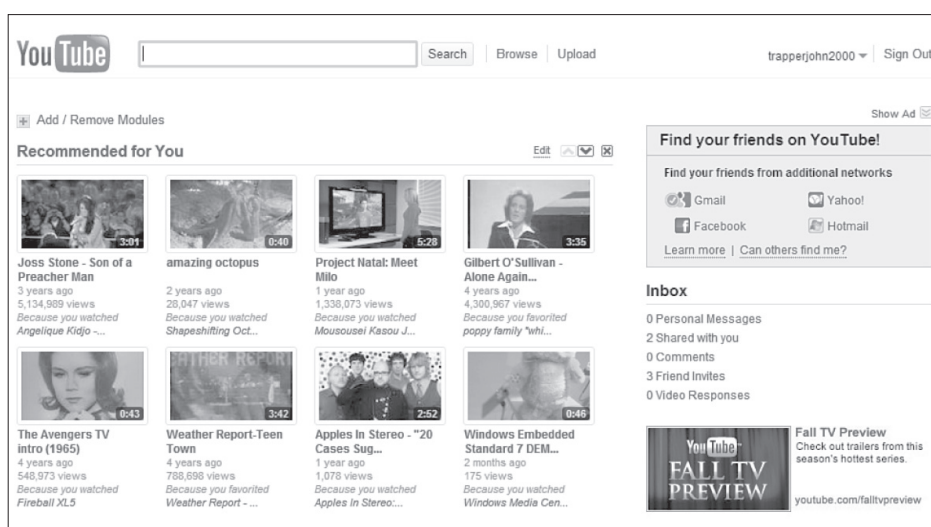 YouTube
Search Browse Upload
trapperjohn2000 Sign Out
Add / Remove Modules
Recommended for You
Edit
3:01
Joss Stone - Son of a
Preacher Man
3 years ago
5,134,989 views
Because you watched
Angelique Kidjo -...
0:40
amazing octopus
2 years ago
28,047 views
Because you watched
Shapeshifting Oct...
5:28
Project Natal: Meet
Milo
1 year ago
1,338,073 views
Because you watched
Mousousei Kasou J...
3:35
Gilbert O'Sullivan -
Alone Again...
4 years ago
4,300,967 views
Because you favorited
poppy family "whi...
0:43
The Avengers TV
intro (1965)
4 years ago
548,973 views
Because you watched
Fireball XL5
WEATHER REPORT
3:42
Weather Report-Teen
Town
4 years ago
788,698 views
Because you favorited
Weather Report - ...
2:52
Apples In Stereo - "20
Cases Sug...
1 year ago
1,078 views
Because you watched
Apples In Stereo:...
0:46
Windows Embedded
Standard 7 DEM...
2 months ago
175 views
Because you watched
Windows Media Cen...
Show Ad
Find your friends on YouTube!
Find your friends from additional networks
Gmail Yahoo!
Facebook Hotmail
Learn more | Can others find me?
Inbox
0 Personal Messages
2 Shared with you
0 Comments
3 Friend Invites
0 Video Responses
YouTube
FALL TV
PREVIEW
Fall TV Preview
Check out trailers from this
season's hottest series.
youtube.com/falltvpreview